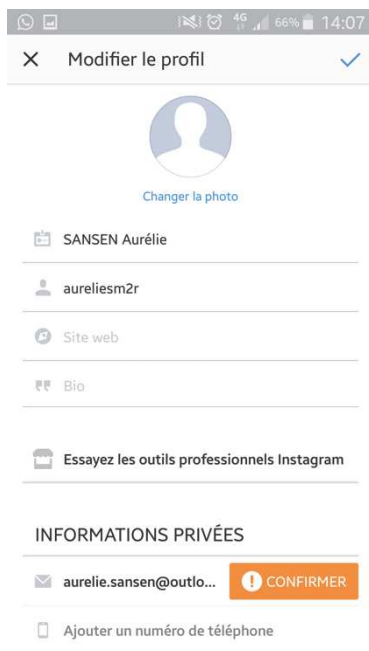 4G 66% 14:07
Modifier le profil
Changer la photo
SANSEN Aurélie
aureliesm2r
Site web
Bio
Essayez les outils professionnels Instagram
INFORMATIONS PRIVÉES
aurelie.sansen@outlo... CONFIRMER
Ajouter un numéro de téléphone